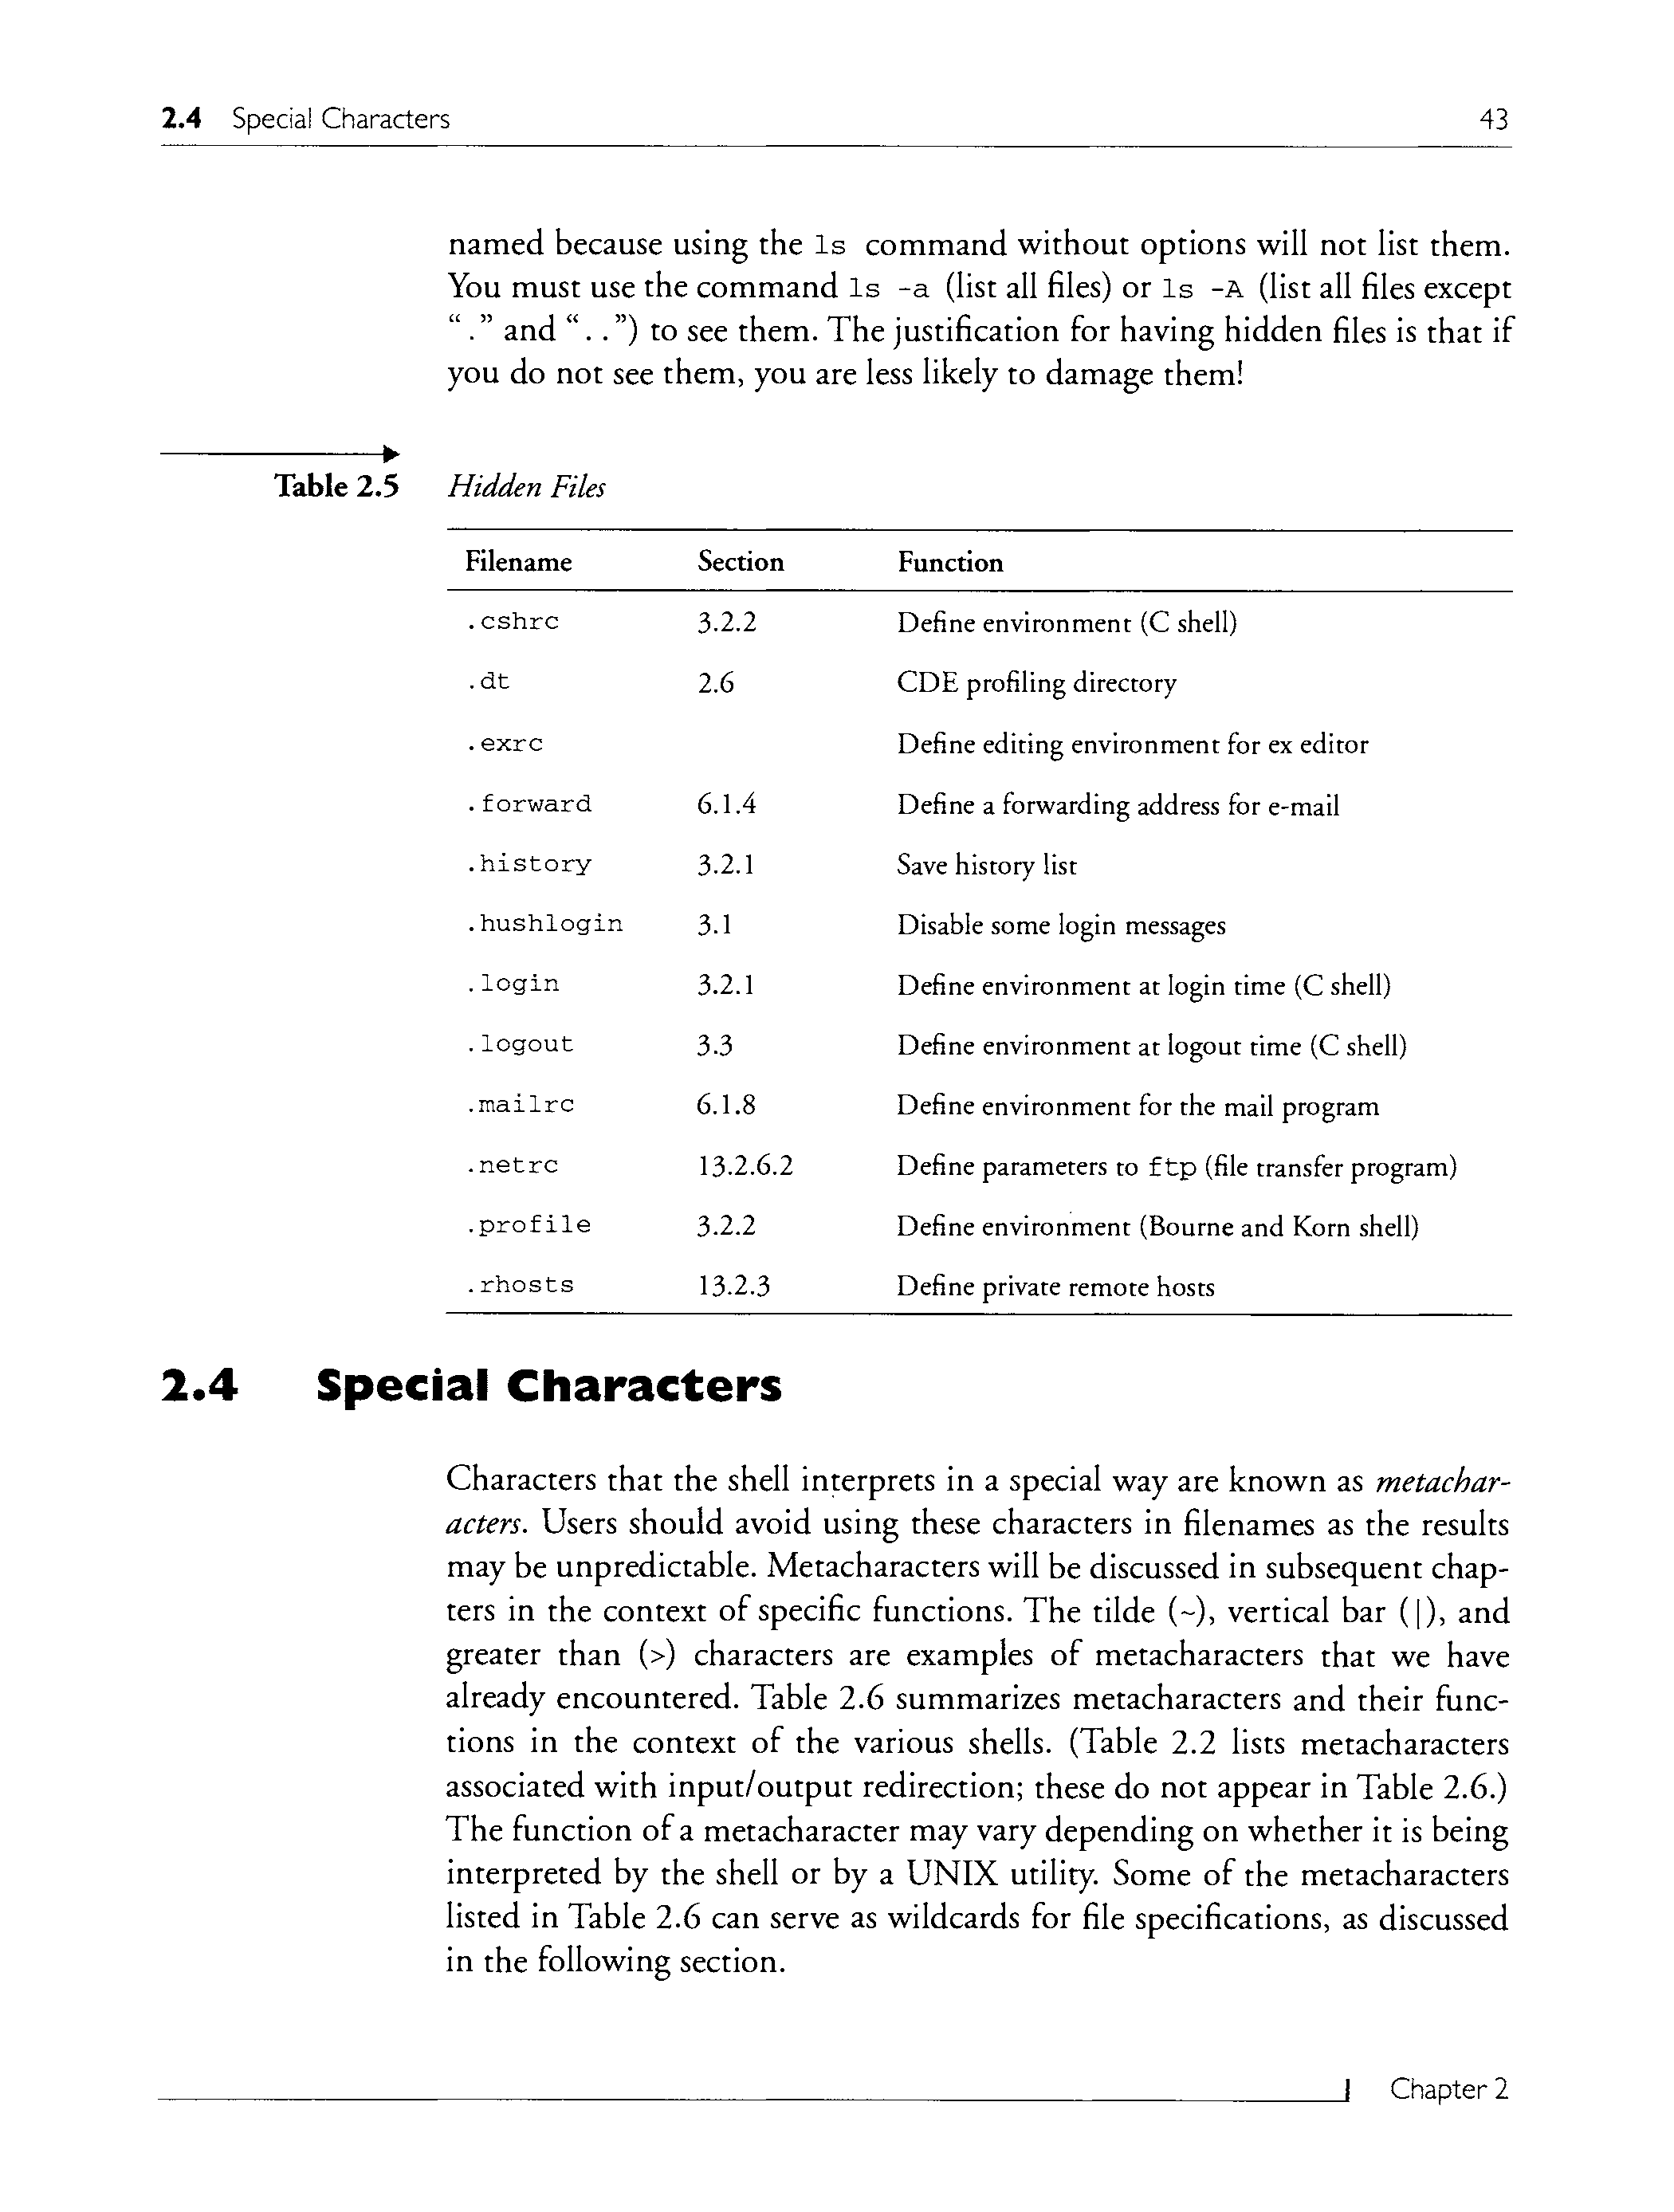 2.4 Special Characters 43
named because using the ls command without options will not list them.
You must use the command ls -a (list all files) or ls -A (list all files except
“.” and “..”) to see them. The justification for having hidden files is that if
you do not see them, you are less likely to damage them!
Table 2.5 Hidden Files
Filename Section Function
.cshrc 3.2.2 Define environment (C shell)
.dt 2.6 CDE profiling directory
.exrc Define editing environment for ex editor
.forward 6.1.4 Define a forwarding address for e-mail
.history 3.2.1 Save history list
.hushlogin 3.1 Disable some login messages
.login 3.2.1 Define environment at login time (C shell)
.logout 3.3 Define environment at logout time (C shell)
.mailrc 6.1.8 Define environment for the mail program
.netrc 13.2.6.2 Define parameters to ftp (file transfer program)
.profile 3.2.2 Define environment (Bourne and Korn shell)
.rhosts 13.2.3 Define private remote hosts
2.4 Special Characters
Characters that the shell interprets in a special way are known as metachar-
acters. Users should avoid using these characters in filenames as the results
may be unpredictable. Metacharacters will be discussed in subsequent chap-
ters in the context of specific functions. The tilde (~), vertical bar (|), and
greater than (>) characters are examples of metacharacters that we have
already encountered. Table 2.6 summarizes metacharacters and their func-
tions in the context of the various shells. (Table 2.2 lists metacharacters
associated with input/output redirection; these do not appear in Table 2.6.)
The function of a metacharacter may vary depending on whether it is being
interpreted by the shell or by a UNIX utility. Some of the metacharacters
listed in Table 2.6 can serve as wildcards for file specifications, as discussed
in the following section.
Chapter 2